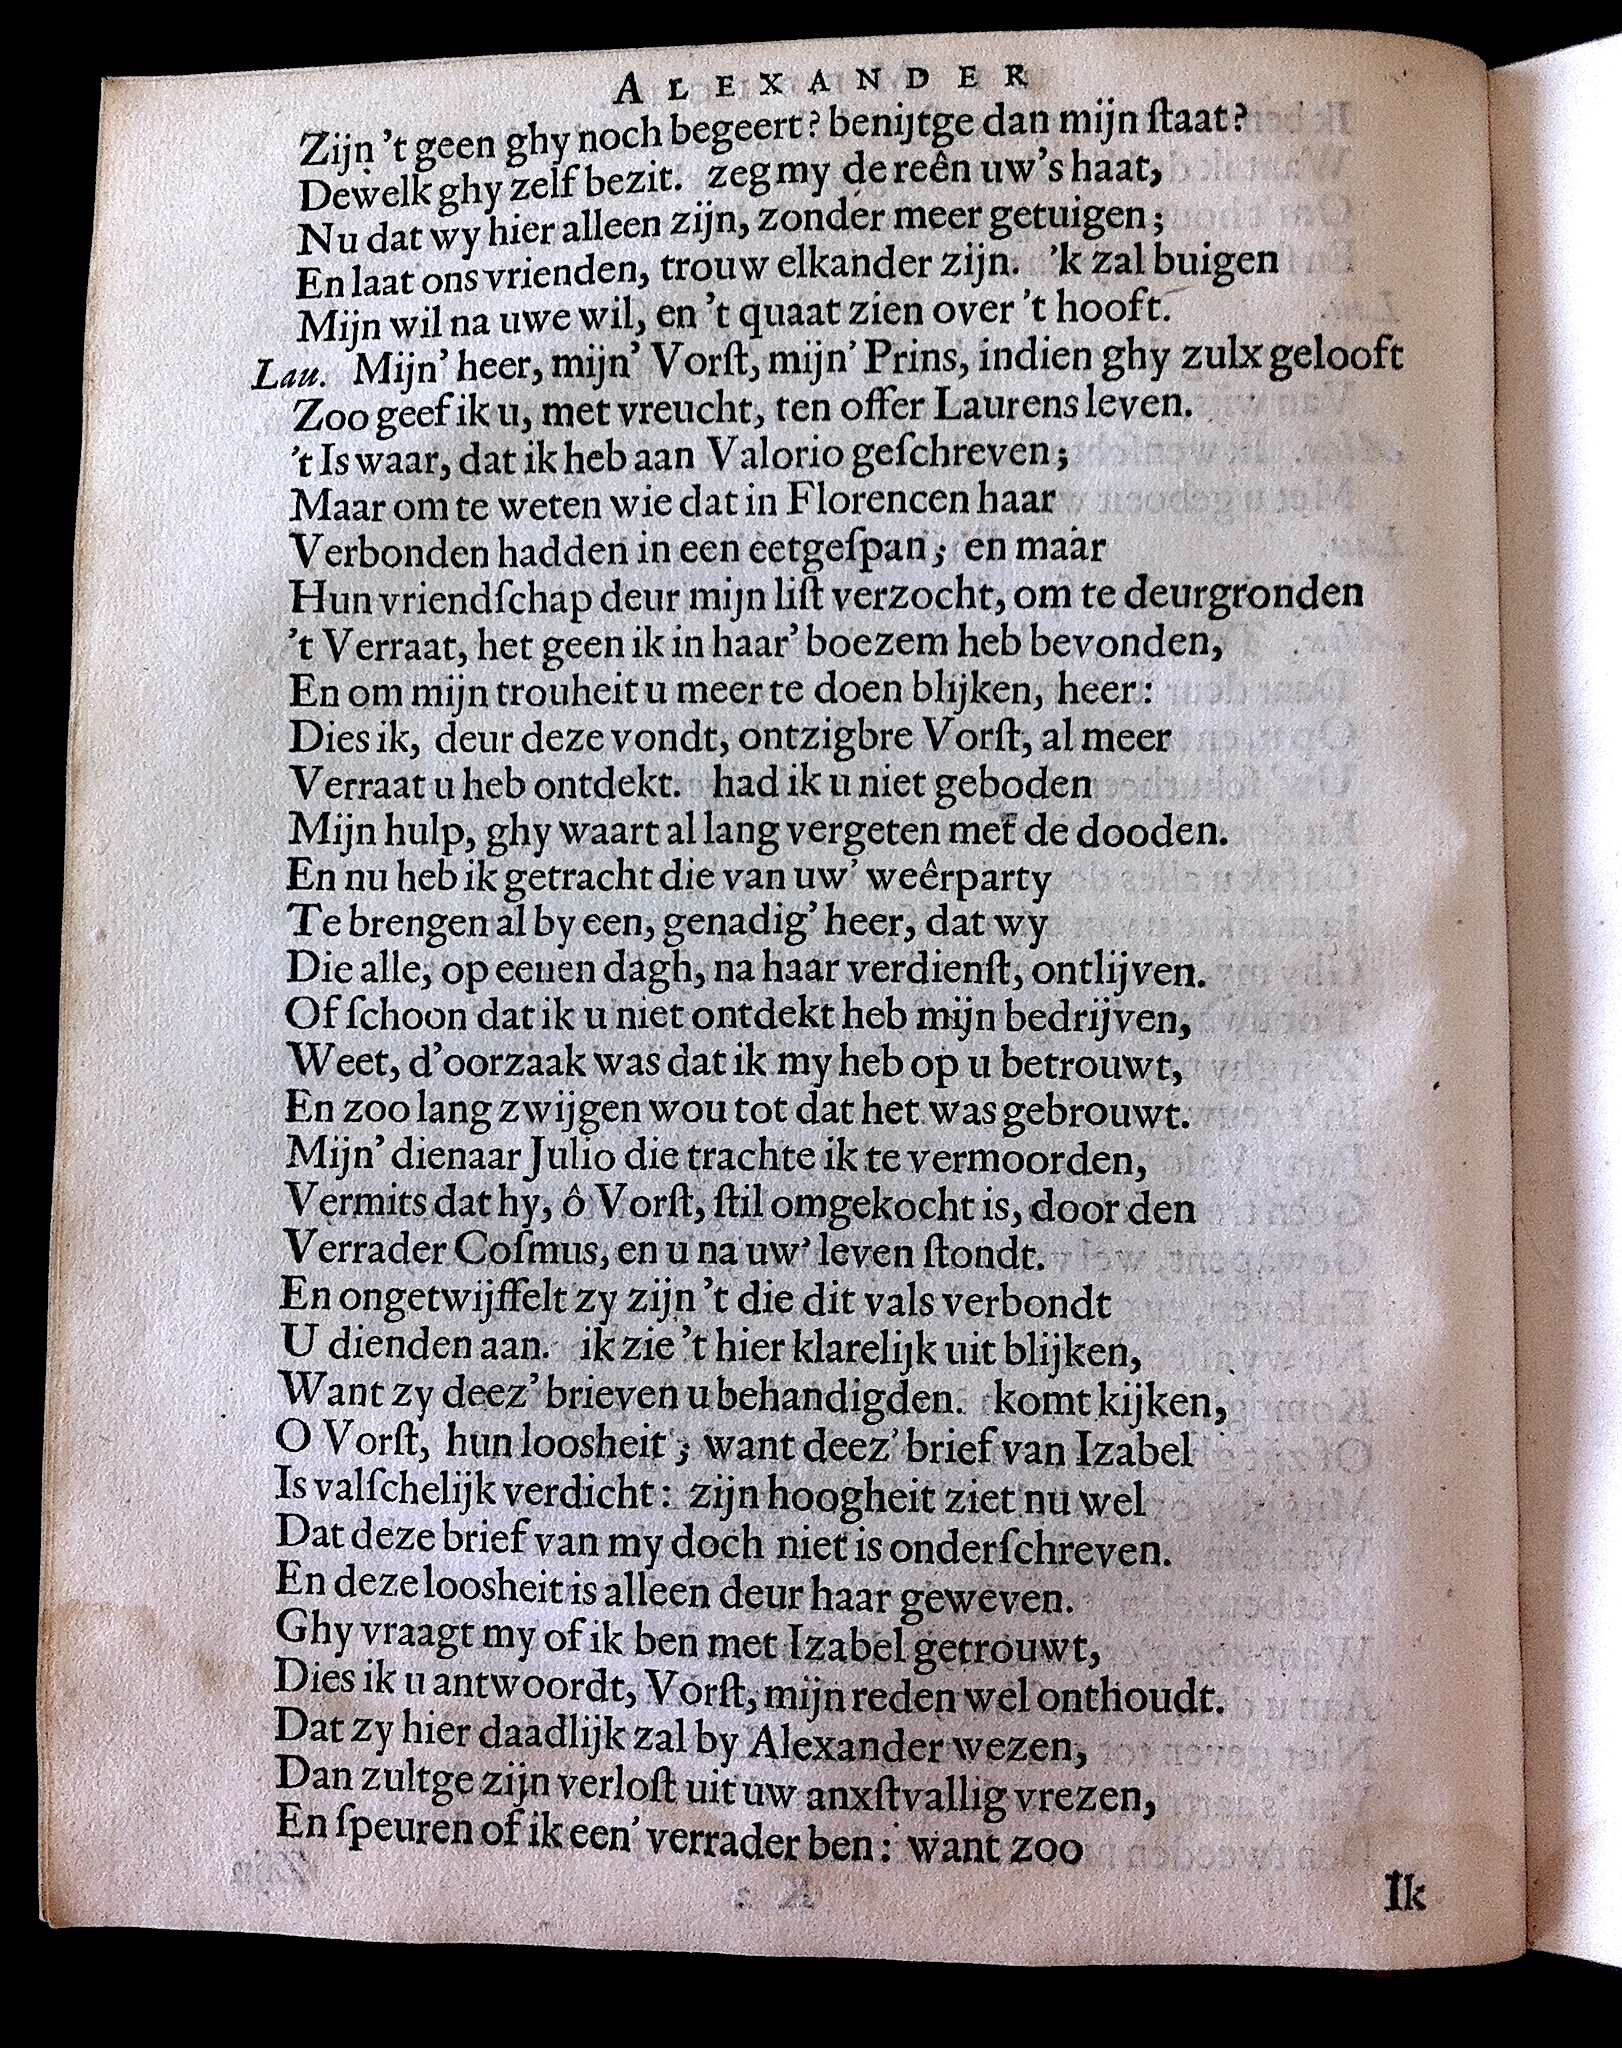 ALEXANDER
Zijn 't geen ghy noch begeert? benijtge dan mijn ſtaat?
Dewelk ghy zelf bezit. zeg my de reên uw's haat,
Nu dat wy hier alleen zijn, zonder meer getuigen;
En laat ons vrienden, trouw elkander zijn. 'k zal buigen
Mijn wil na uwe wil, en 't quaat zien over 't hooft.
Lau. Mijn' heer, mijn' Vorſt, mijn' Prins, indien ghy zulx gelooft
Zoo geef ik u, met vreucht, ten offer Laurens leven.
't Is waar, dat ik heb aan Valorio geſchreven;
Maar om te weten wie dat in Florencen haar
Verbonden hadden in een eetgeſpan; en maar
Hun vriendſchap deur mijn liſt verzocht, om te deurgronden
't Verraat, het geen ik in haar' boezem heb bevonden,
En om mijn trouheit u meer te doen blijken, heer:
Dies ik, deur deze vondt, ontzigbre Vorſt, al meer
Verraat u heb ontdekt. had ik u niet geboden
Mijn hulp, ghy waart al lang vergeten met de dooden.
En nu heb ik getracht die van uw' weêrparty
Te brengen al by een, genadig' heer, dat wy
Die alle, op eenen dagh, na haar verdienſt, ontlijven.
Of ſchoon dat ik u niet ontdekt heb mijn bedrijven,
Weet, d'oorzaak was dat ik my heb op u betrouwt,
En zoo lang zwijgen wou tot dat het was gebrouwt.
Mijn' dienaar Julio die trachte ik te vermoorden,
Vermits dat hy, ô Vorſt, ſtil omgekocht is, door den
Verrader Coſmus, en u na uw' leven ſtondt.
En ongetwijffelt zy zijn 't die dit vals verbondt
U dienden aan. ik zie 't hier klarelijk uit blijken,
Want zy deez' brieven u behandigden. komt kijken,
O Vorſt, hun loosheit; want deez' brief van Izabel
Is valſchelijk verdicht: zijn hoogheit ziet nu wel
Dat deze brief van my doch niet is onderſchreven.
En deze loosheit is alleen deur haar geweven.
Ghy vraagt my of ik ben met Izabel getrouwt,
Dies ik u antwoordt, Vorſt, mijn reden wel onthoudt.
Dat zy hier daadlijk zal by Alexander wezen,
Dan zultge zijn verloſt uit uw anxſtvallig vrezen,
En ſpeuren of ik een' verrader ben: want zoo
Ik